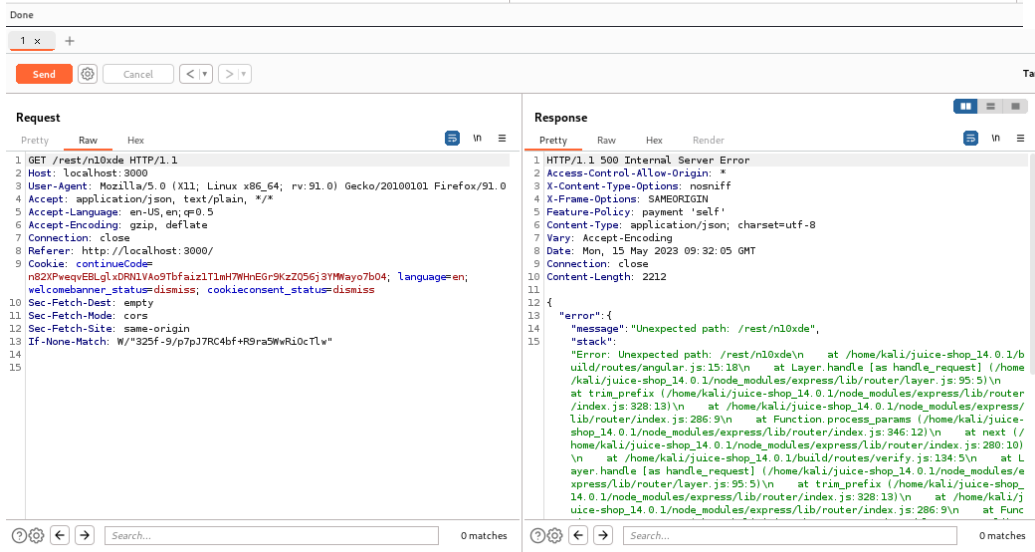 Done
1 × +
Send Cancel < | ▾ > | ▾ Ta
Request
Pretty Raw Hex \n ≡
1 GET /rest/n10xde HTTP/1.1
2 Host: localhost:3000
3 User-Agent: Mozilla/5.0 (X11; Linux x86_64; rv:91.0) Gecko/20100101 Firefox/91.0
4 Accept: application/json, text/plain, */*
5 Accept-Language: en-US,en;q=0.5
6 Accept-Encoding: gzip, deflate
7 Connection: close
8 Referer: http://localhost:3000/
9 Cookie: continueCode=
n82XPweqvEBLglxDRN1VAo9Tbfaiz1T1mH7WHnEGr9KzZQ56j3YMWayo7bO4; language=en;
welcomebanner_status=dismiss; cookieconsent_status=dismiss
10 Sec-Fetch-Dest: empty
11 Sec-Fetch-Mode: cors
12 Sec-Fetch-Site: same-origin
13 If-None-Match: W/"325f-9/p7pJ7RC4bf+R9ra5WwRiOcTlw"
14
15
Search... 0 matches
Response
Pretty Raw Hex Render \n ≡
1 HTTP/1.1 500 Internal Server Error
2 Access-Control-Allow-Origin: *
3 X-Content-Type-Options: nosniff
4 X-Frame-Options: SAMEORIGIN
5 Feature-Policy: payment 'self'
6 Content-Type: application/json; charset=utf-8
7 Vary: Accept-Encoding
8 Date: Mon, 15 May 2023 09:32:05 GMT
9 Connection: close
10 Content-Length: 2212
11
12 {
13 "error":{
14 "message":"Unexpected path: /rest/n10xde",
15 "stack":
"Error: Unexpected path: /rest/n10xde\n    at /home/kali/juice-shop_14.0.1/b
uild/routes/angular.js:15:18\n    at Layer.handle [as handle_request] (/home
/kali/juice-shop_14.0.1/node_modules/express/lib/router/layer.js:95:5)\n
at trim_prefix (/home/kali/juice-shop_14.0.1/node_modules/express/lib/router
/index.js:328:13)\n    at /home/kali/juice-shop_14.0.1/node_modules/express/
lib/router/index.js:286:9\n    at Function.process_params (/home/kali/juice-
shop_14.0.1/node_modules/express/lib/router/index.js:346:12)\n    at next (/
home/kali/juice-shop_14.0.1/node_modules/express/lib/router/index.js:280:10)
\n    at /home/kali/juice-shop_14.0.1/build/routes/verify.js:134:5\n    at L
ayer.handle [as handle_request] (/home/kali/juice-shop_14.0.1/node_modules/e
xpress/lib/router/layer.js:95:5)\n    at trim_prefix (/home/kali/juice-shop_
14.0.1/node_modules/express/lib/router/index.js:328:13)\n    at /home/kali/j
uice-shop_14.0.1/node_modules/express/lib/router/index.js:286:9\n    at Func
Search... 0 matches